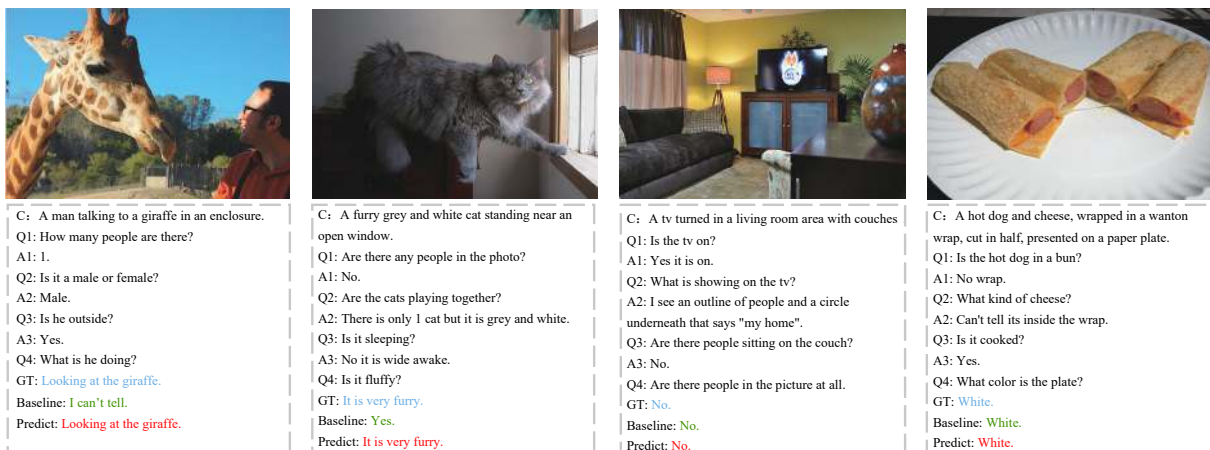 C: A man talking to a giraffe in an enclosure.
Q1: How many people are there?
A1: 1.
Q2: Is it a male or female?
A2: Male.
Q3: Is he outside?
A3: Yes.
Q4: What is he doing?
GT: Looking at the giraffe.
Baseline: I can't tell.
Predict: Looking at the giraffe.
C: A furry grey and white cat standing near an
open window.
Q1: Are there any people in the photo?
A1: No.
Q2: Are the cats playing together?
A2: There is only 1 cat but it is grey and white.
Q3: Is it sleeping?
A3: No it is wide awake.
Q4: Is it fluffy?
GT: It is very furry.
Baseline: Yes.
Predict: It is very furry.
C: A tv turned in a living room area with couches
Q1: Is the tv on?
A1: Yes it is on.
Q2: What is showing on the tv?
A2: I see an outline of people and a circle
underneath that says "my home".
Q3: Are there people sitting on the couch?
A3: No.
Q4: Are there people in the picture at all.
GT: No.
Baseline: No.
Predict: No.
C: A hot dog and cheese, wrapped in a wanton
wrap, cut in half, presented on a paper plate.
Q1: Is the hot dog in a bun?
A1: No wrap.
Q2: What kind of cheese?
A2: Can't tell its inside the wrap.
Q3: Is it cooked?
A3: Yes.
Q4: What color is the plate?
GT: White.
Baseline: White.
Predict: White.